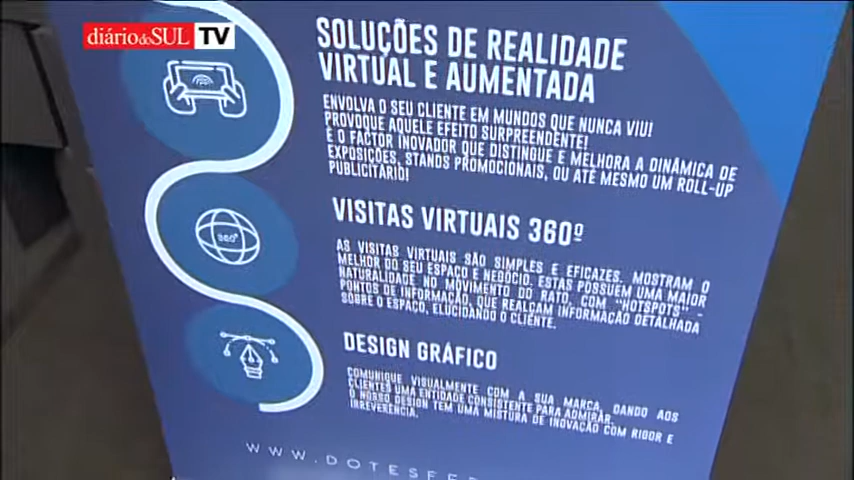 diário do SUL TV
SOLUÇÕES DE REALIDADE
VIRTUAL E AUMENTADA
ENVOLVA O SEU CLIENTE EM MUNDOS QUE NUNCA VIU!
PROVOQUE AQUELE EFEITO SURPREENDENTE!
É O FACTOR INOVADOR QUE DISTINGUE E MELHORA A DINÂMICA DE
EXPOSIÇÕES, STANDS PROMOCIONAIS, OU ATÉ MESMO UM ROLL-UP
PUBLICITÁRIO!
VISITAS VIRTUAIS 360º
360º
AS VISITAS VIRTUAIS SÃO SIMPLES E EFICAZES. MOSTRAM O
MELHOR DO SEU ESPAÇO E NEGÓCIO. ESTAS POSSUEM UMA MAIOR
NATURALIDADE NO MOVIMENTO DO RATO, COM "HOTSPOTS" -
PONTOS DE INFORMAÇÃO, QUE REALÇAM INFORMAÇÃO DETALHADA
SOBRE O ESPAÇO, ELUCIDANDO O CLIENTE.
DESIGN GRÁFICO
COMUNIQUE VISUALMENTE COM A SUA MARCA, DANDO AOS
CLIENTES UMA ENTIDADE CONSISTENTE PARA ADMIRAR.
O NOSSO DESIGN TEM UMA MISTURA DE INOVAÇÃO COM RIGOR E
IRREVERÊNCIA.